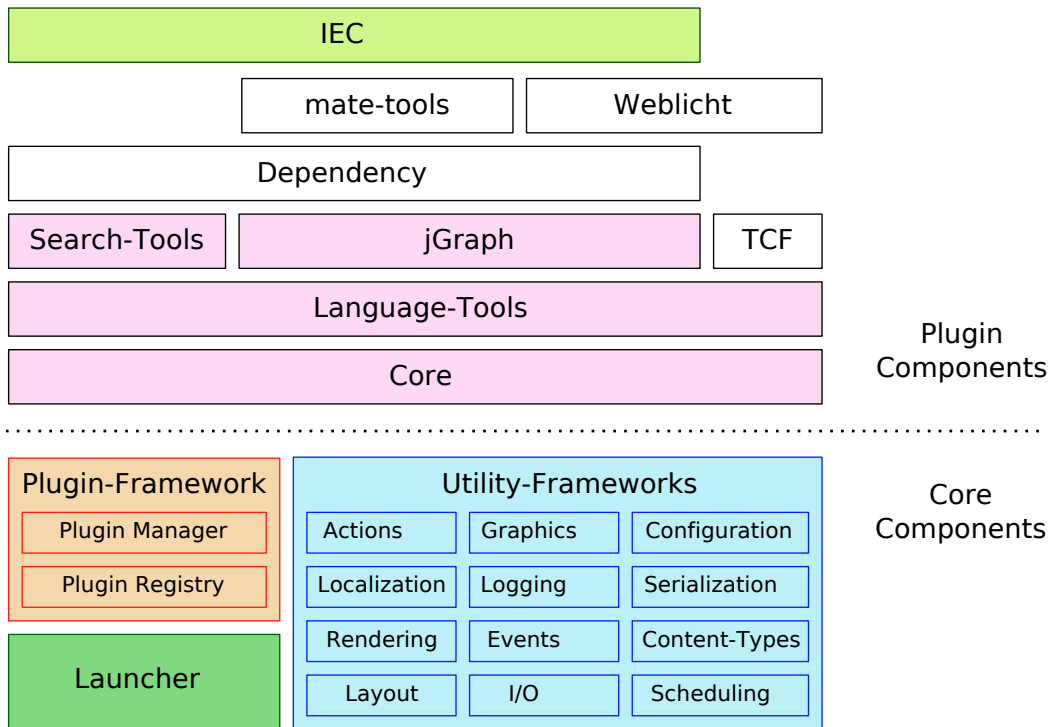 IEC
mate-tools
Weblicht
Dependency
Search-Tools
jGraph
TCF
Language-Tools
Core
Plugin
Components
Plugin-Framework
Plugin Manager
Plugin Registry
Launcher
Utility-Frameworks
Actions
Graphics
Configuration
Localization
Logging
Serialization
Rendering
Events
Content-Types
Layout
I/O
Scheduling
Core
Components